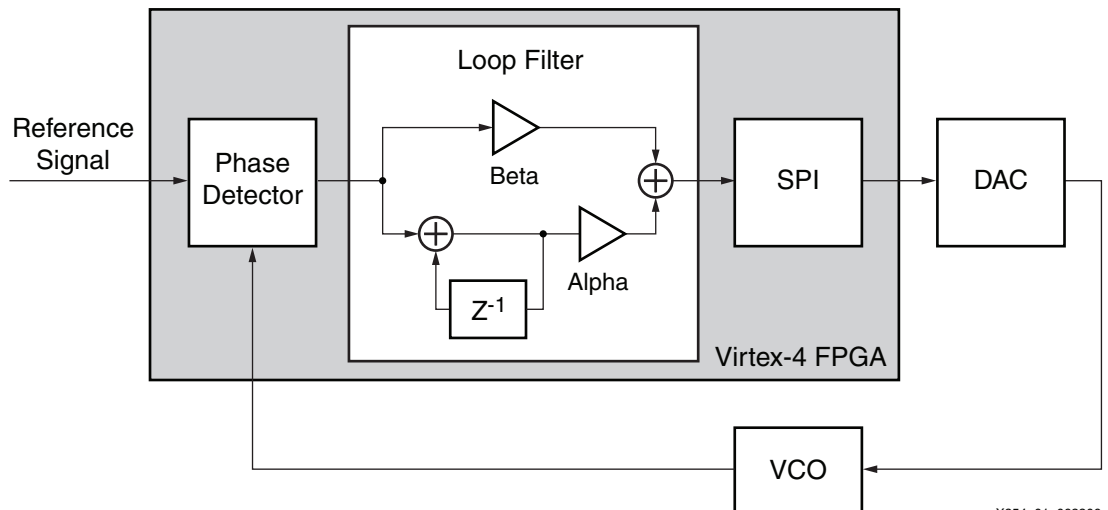 Loop Filter
Reference
Signal
Phase
Detector
Beta
SPI
DAC
Alpha
Z-1
Virtex-4 FPGA
VCO